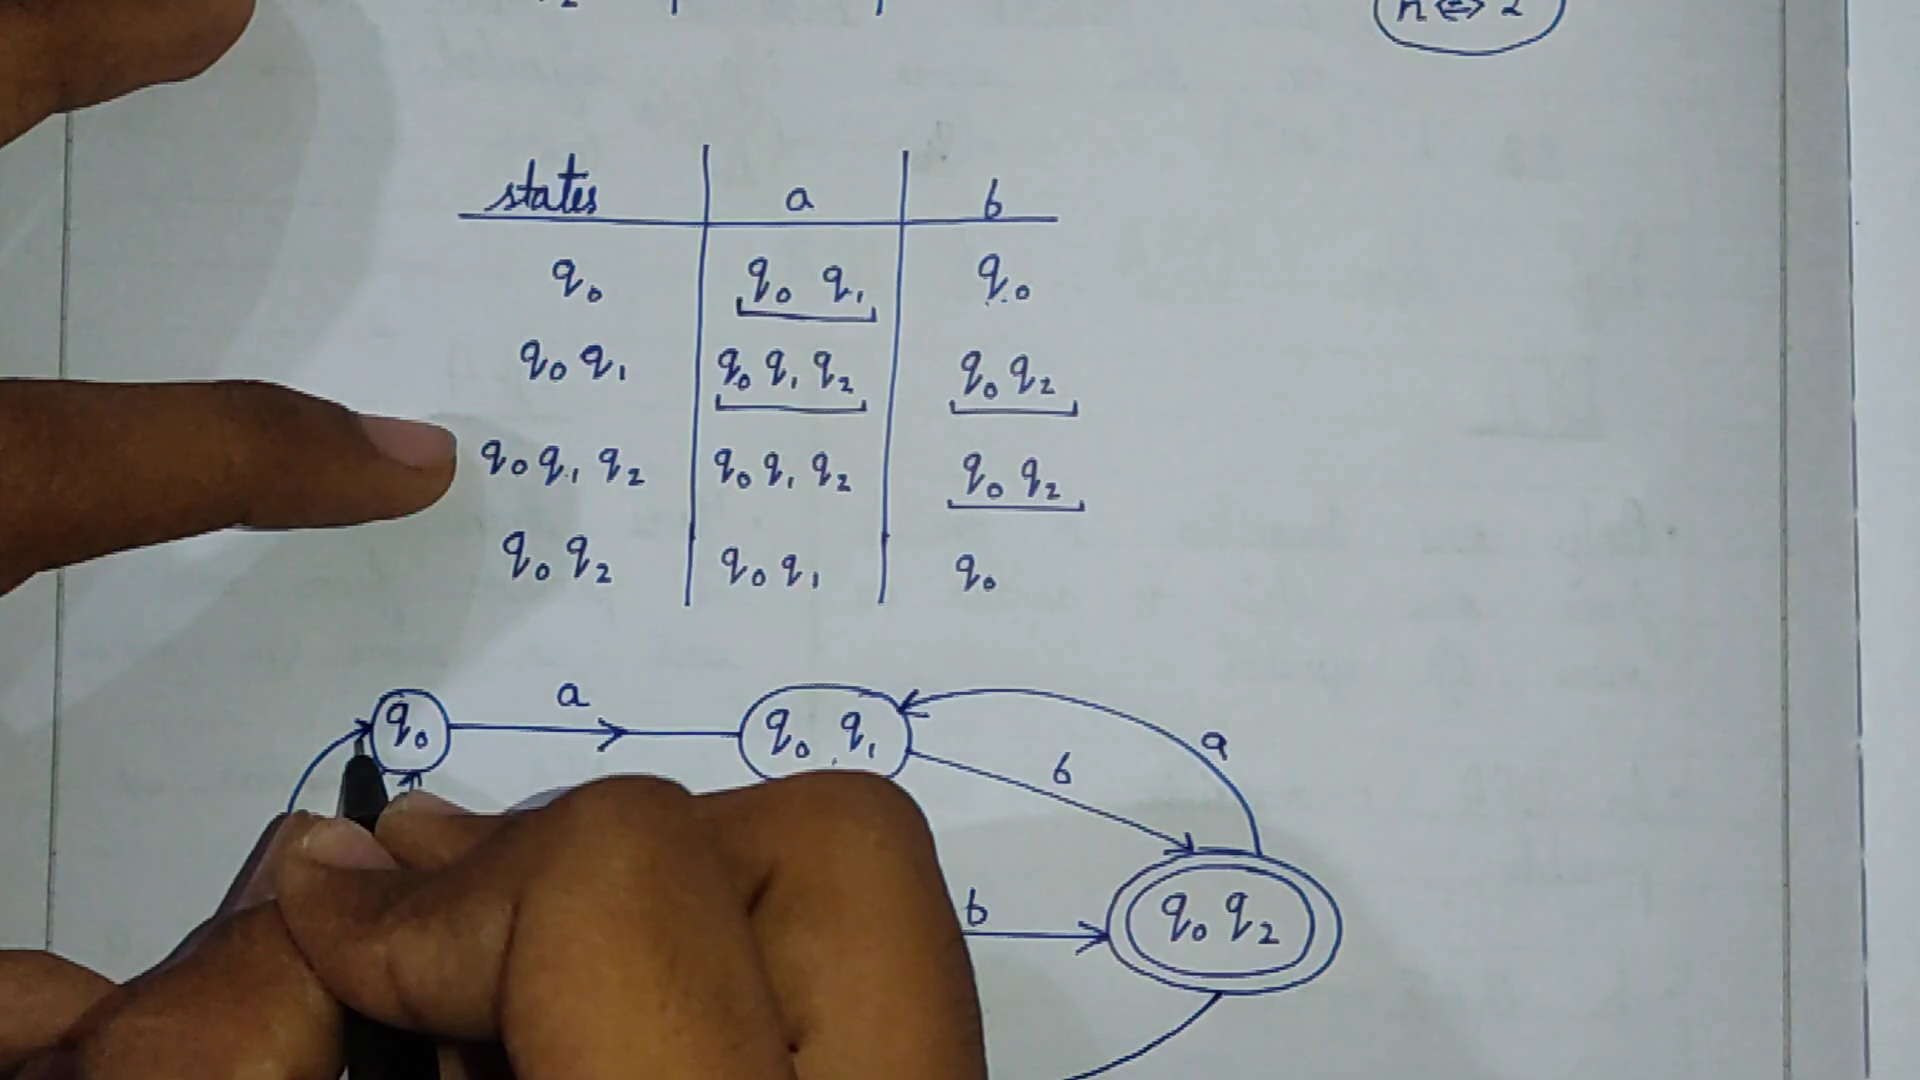 n ⇔ 2
states a b
q₀ q₀ q₁ q₀
q₀ q₁ q₀ q₁ q₂ q₀ q₂
q₀ q₁ q₂ q₀ q₁ q₂ q₀ q₂
q₀ q₂ q₀ q₁ q₀
a
q₀ q₀ q₁ a
b
b q₀ q₂